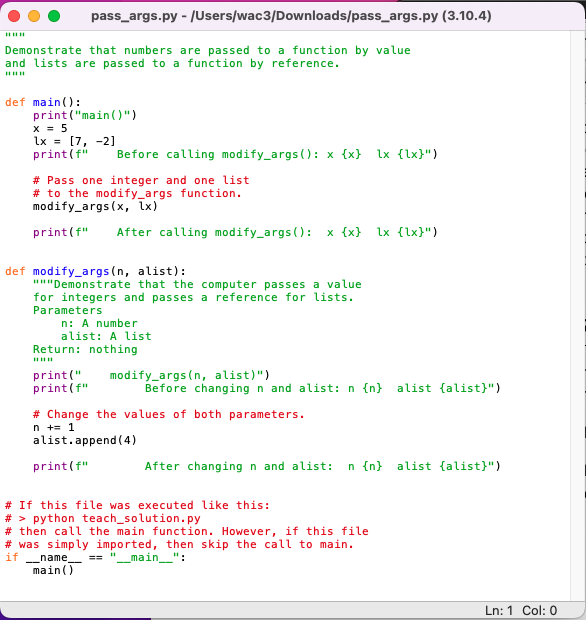 pass_args.py - /Users/wac3/Downloads/pass_args.py (3.10.4)
"""
Demonstrate that numbers are passed to a function by value
and lists are passed to a function by reference.
"""
def main():
    print("main()")
    x = 5
    lx = [7, -2]
    print(f"    Before calling modify_args(): x {x}  lx {lx}")
    # Pass one integer and one list
    # to the modify_args function.
    modify_args(x, lx)
    print(f"    After calling modify_args():  x {x}  lx {lx}")
def modify_args(n, alist):
    """Demonstrate that the computer passes a value
    for integers and passes a reference for lists.
    Parameters
        n: A number
        alist: A list
    Return: nothing
    """
    print("    modify_args(n, alist)")
    print(f"        Before changing n and alist: n {n}  alist {alist}")
    # Change the values of both parameters.
    n += 1
    alist.append(4)
    print(f"        After changing n and alist:  n {n}  alist {alist}")
# If this file was executed like this:
# > python teach_solution.py
# then call the main function. However, if this file
# was simply imported, then skip the call to main.
if __name__ == "__main__":
    main()
Ln: 1  Col: 0